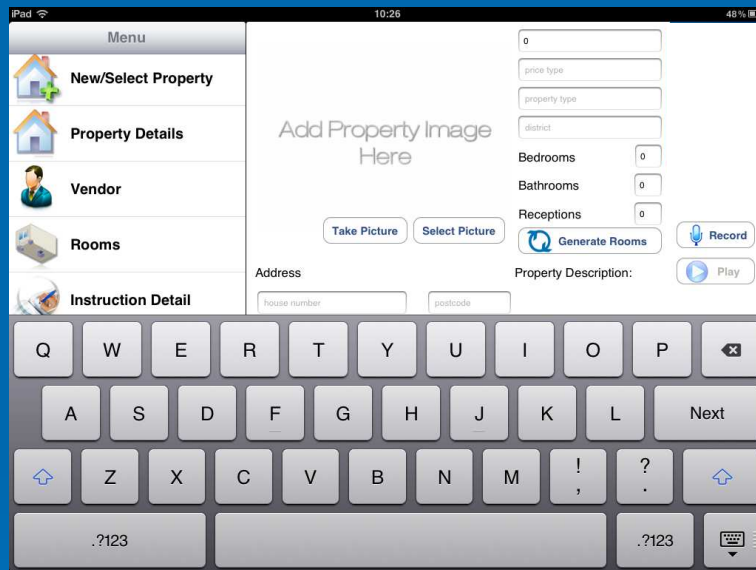 iPad 10:26 48%
Menu
New/Select Property
Property Details
Vendor
Rooms
Instruction Detail
Add Property Image
Here
Take Picture Select Picture
0
price type
property type
district
Bedrooms 0
Bathrooms 0
Receptions 0
Generate Rooms
Record
Play
Address
house number postcode
Property Description:
Q W E R T Y U I O P
A S D F G H J K L Next
Z X C V B N M ! , ? .
.?123 .?123